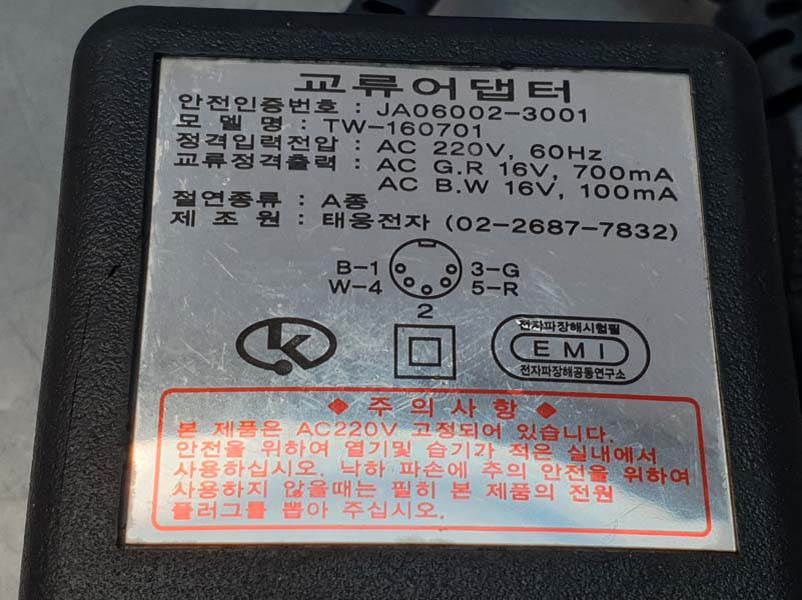 교류어댑터
안전인증번호 : JA06002-3001
모 델 명 : TW-160701
정격입력전압 : AC 220V, 60Hz
교류정격출력 : AC G.R 16V, 700mA
AC B.W 16V, 100mA
절연종류 : A종
제 조 원 : 태웅전자 (02-2687-7832)
B-1 3-G
W-4 5-R
2
전자파장해시험필
EMI
전자파장해공동연구소
◆ 주의사항 ◆
본 제품은 AC220V 고정되어 있습니다.
안전을 위하여 열기및 습기가 적은 실내에서
사용하십시오. 낙하 파손에 주의 안전을 위하여
사용하지 않을때는 필히 본 제품의 전원
플러그를 뽑아 주십시오.